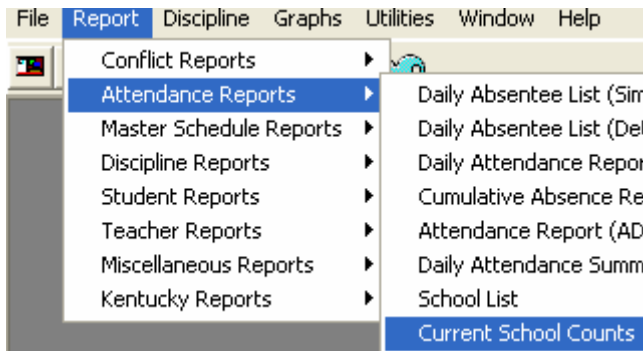 File Report Discipline Graphs Utilities Window Help
Conflict Reports
Attendance Reports
Master Schedule Reports
Discipline Reports
Student Reports
Teacher Reports
Miscellaneous Reports
Kentucky Reports
Daily Absentee List (Sim
Daily Absentee List (Det
Daily Attendance Repor
Cumulative Absence Re
Attendance Report (AD
Daily Attendance Summ
School List
Current School Counts